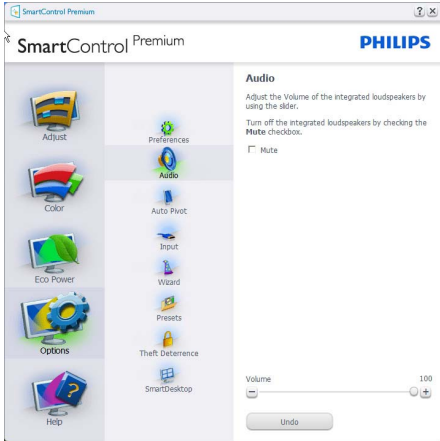 SmartControl Premium
SmartControl Premium
PHILIPS
Adjust
Color
Eco Power
Options
Help
Preferences
Audio
Auto Pivot
Input
Wizard
Presets
Theft Deterrence
SmartDesktop
Audio
Adjust the Volume of the integrated loudspeakers by
using the slider.
Turn off the integrated loudspeakers by checking the
Mute checkbox.
Mute
Volume 100
Undo